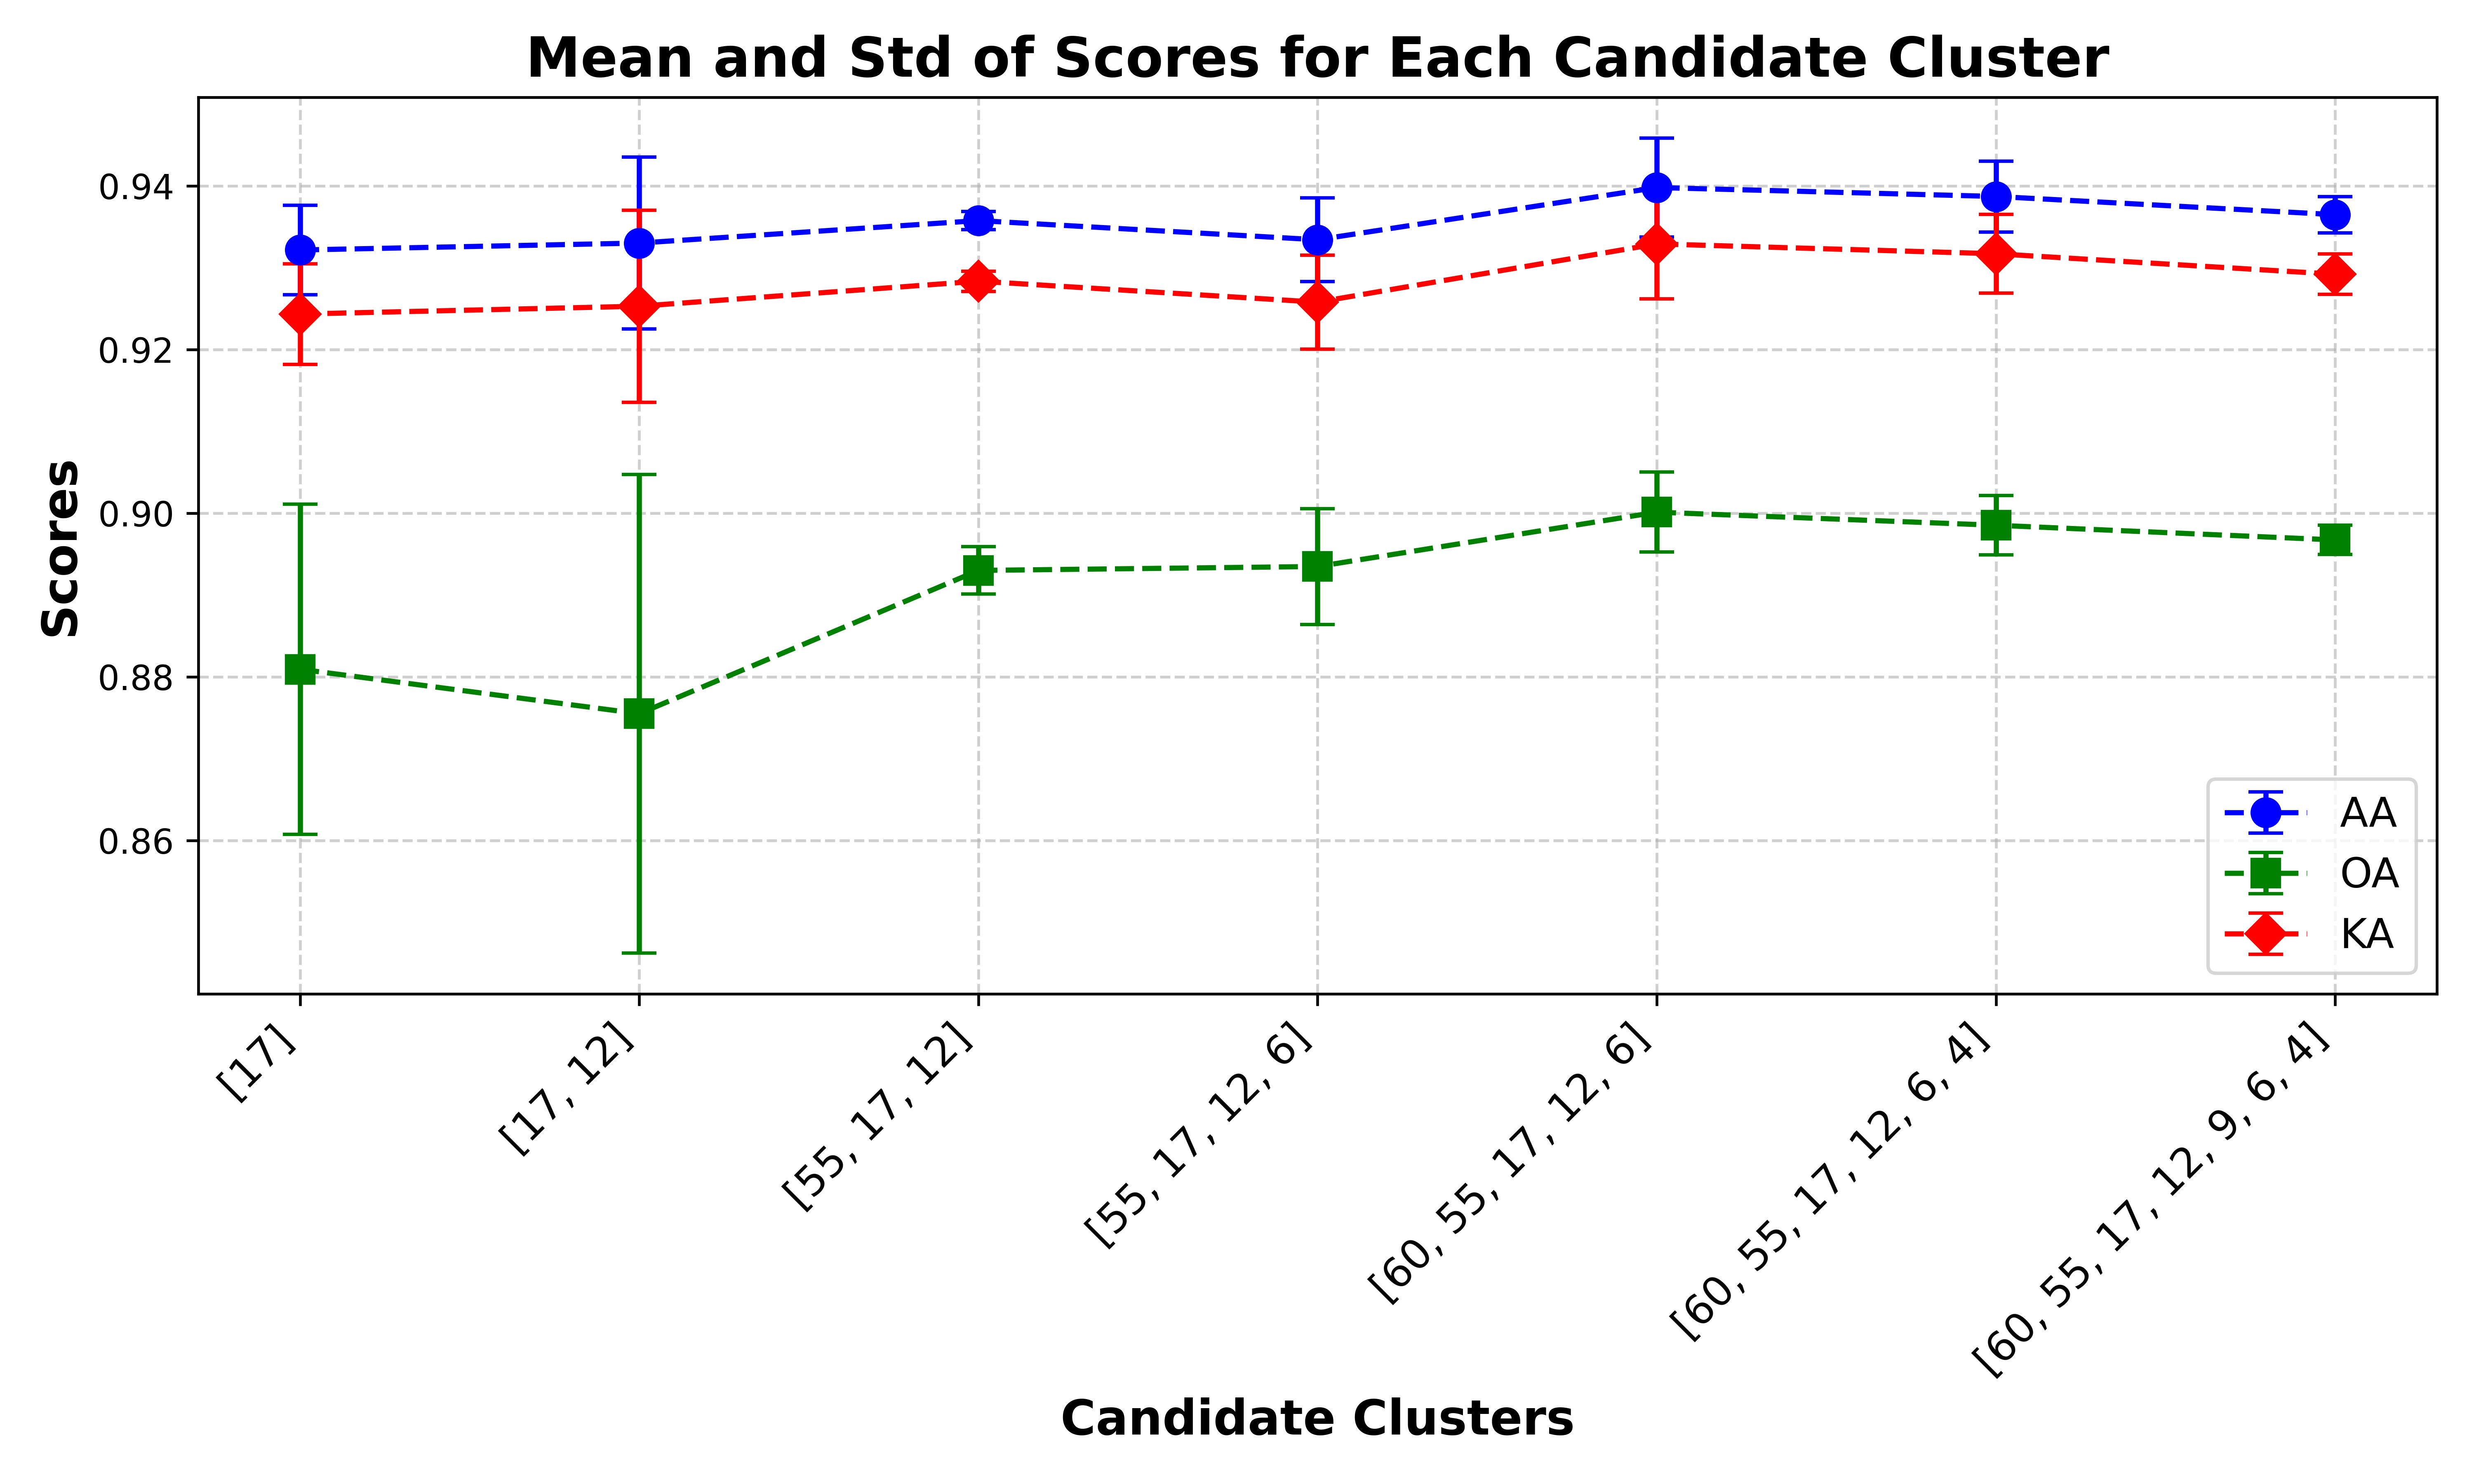 Mean and Std of Scores for Each Candidate Cluster
Scores
0.94
0.92
0.90
0.88
0.86
AA
OA
KA
[17]
[17, 12]
[55, 17, 12]
[55, 17, 12, 6]
[60, 55, 17, 12, 6]
[60, 55, 17, 12, 6, 4]
[60, 55, 17, 12, 9, 6, 4]
Candidate Clusters